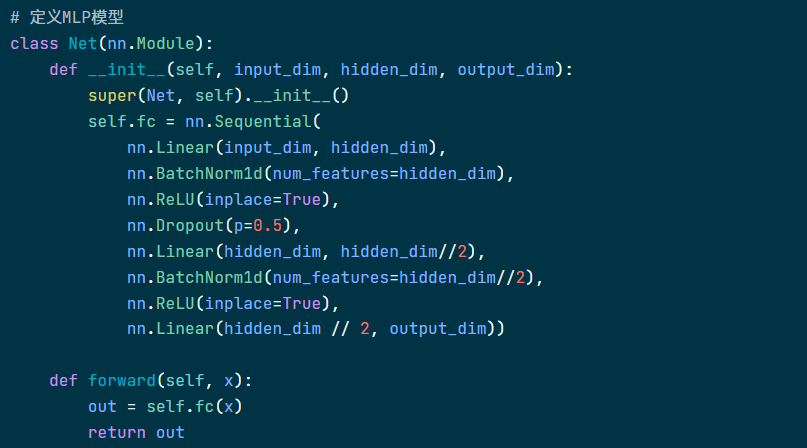 # 定义MLP模型
class Net(nn.Module):
    def __init__(self, input_dim, hidden_dim, output_dim):
        super(Net, self).__init__()
        self.fc = nn.Sequential(
            nn.Linear(input_dim, hidden_dim),
            nn.BatchNorm1d(num_features=hidden_dim),
            nn.ReLU(inplace=True),
            nn.Dropout(p=0.5),
            nn.Linear(hidden_dim, hidden_dim//2),
            nn.BatchNorm1d(num_features=hidden_dim//2),
            nn.ReLU(inplace=True),
            nn.Linear(hidden_dim // 2, output_dim))
    def forward(self, x):
        out = self.fc(x)
        return out